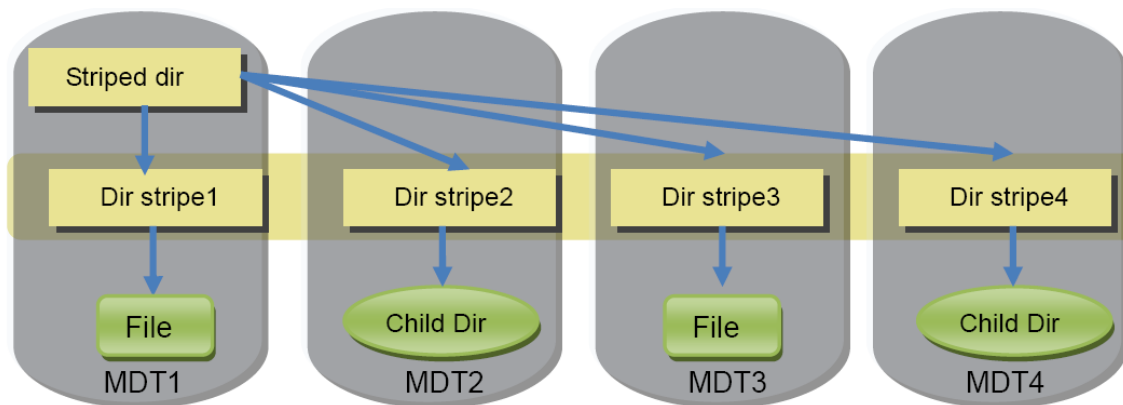 Striped dir
Dir stripe1
Dir stripe2
Dir stripe3
Dir stripe4
File
Child Dir
File
Child Dir
MDT1
MDT2
MDT3
MDT4